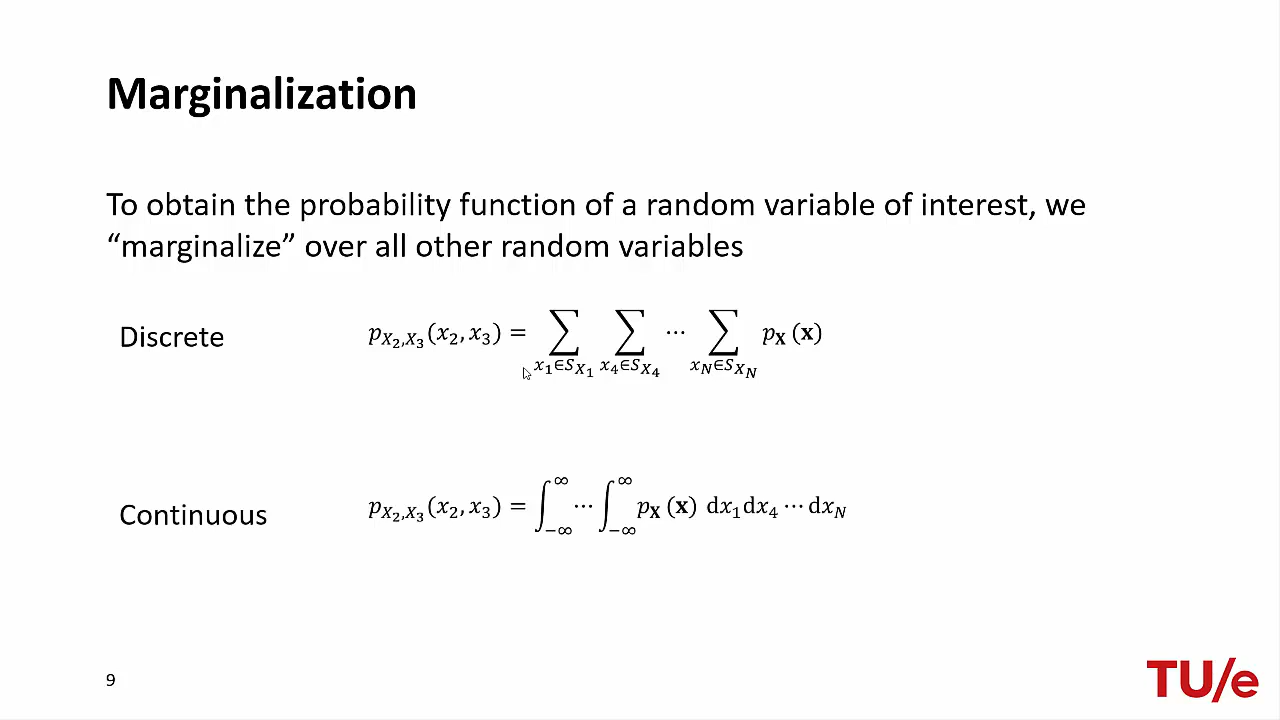 Marginalization
To obtain the probability function of a random variable of interest, we
“marginalize” over all other random variables
Discrete p_{X_2,X_3}(x_2, x_3) = ∑_{x_1∈S_{X_1}} ∑_{x_4∈S_{X_4}} ⋯ ∑_{x_N∈S_{X_N}} p_𝐗(𝐱)
Continuous p_{X_2,X_3}(x_2, x_3) = ∫_{−∞}^{∞} ⋯ ∫_{−∞}^{∞} p_𝐗(𝐱) dx_1dx_4 ⋯ dx_N
9
TU/e